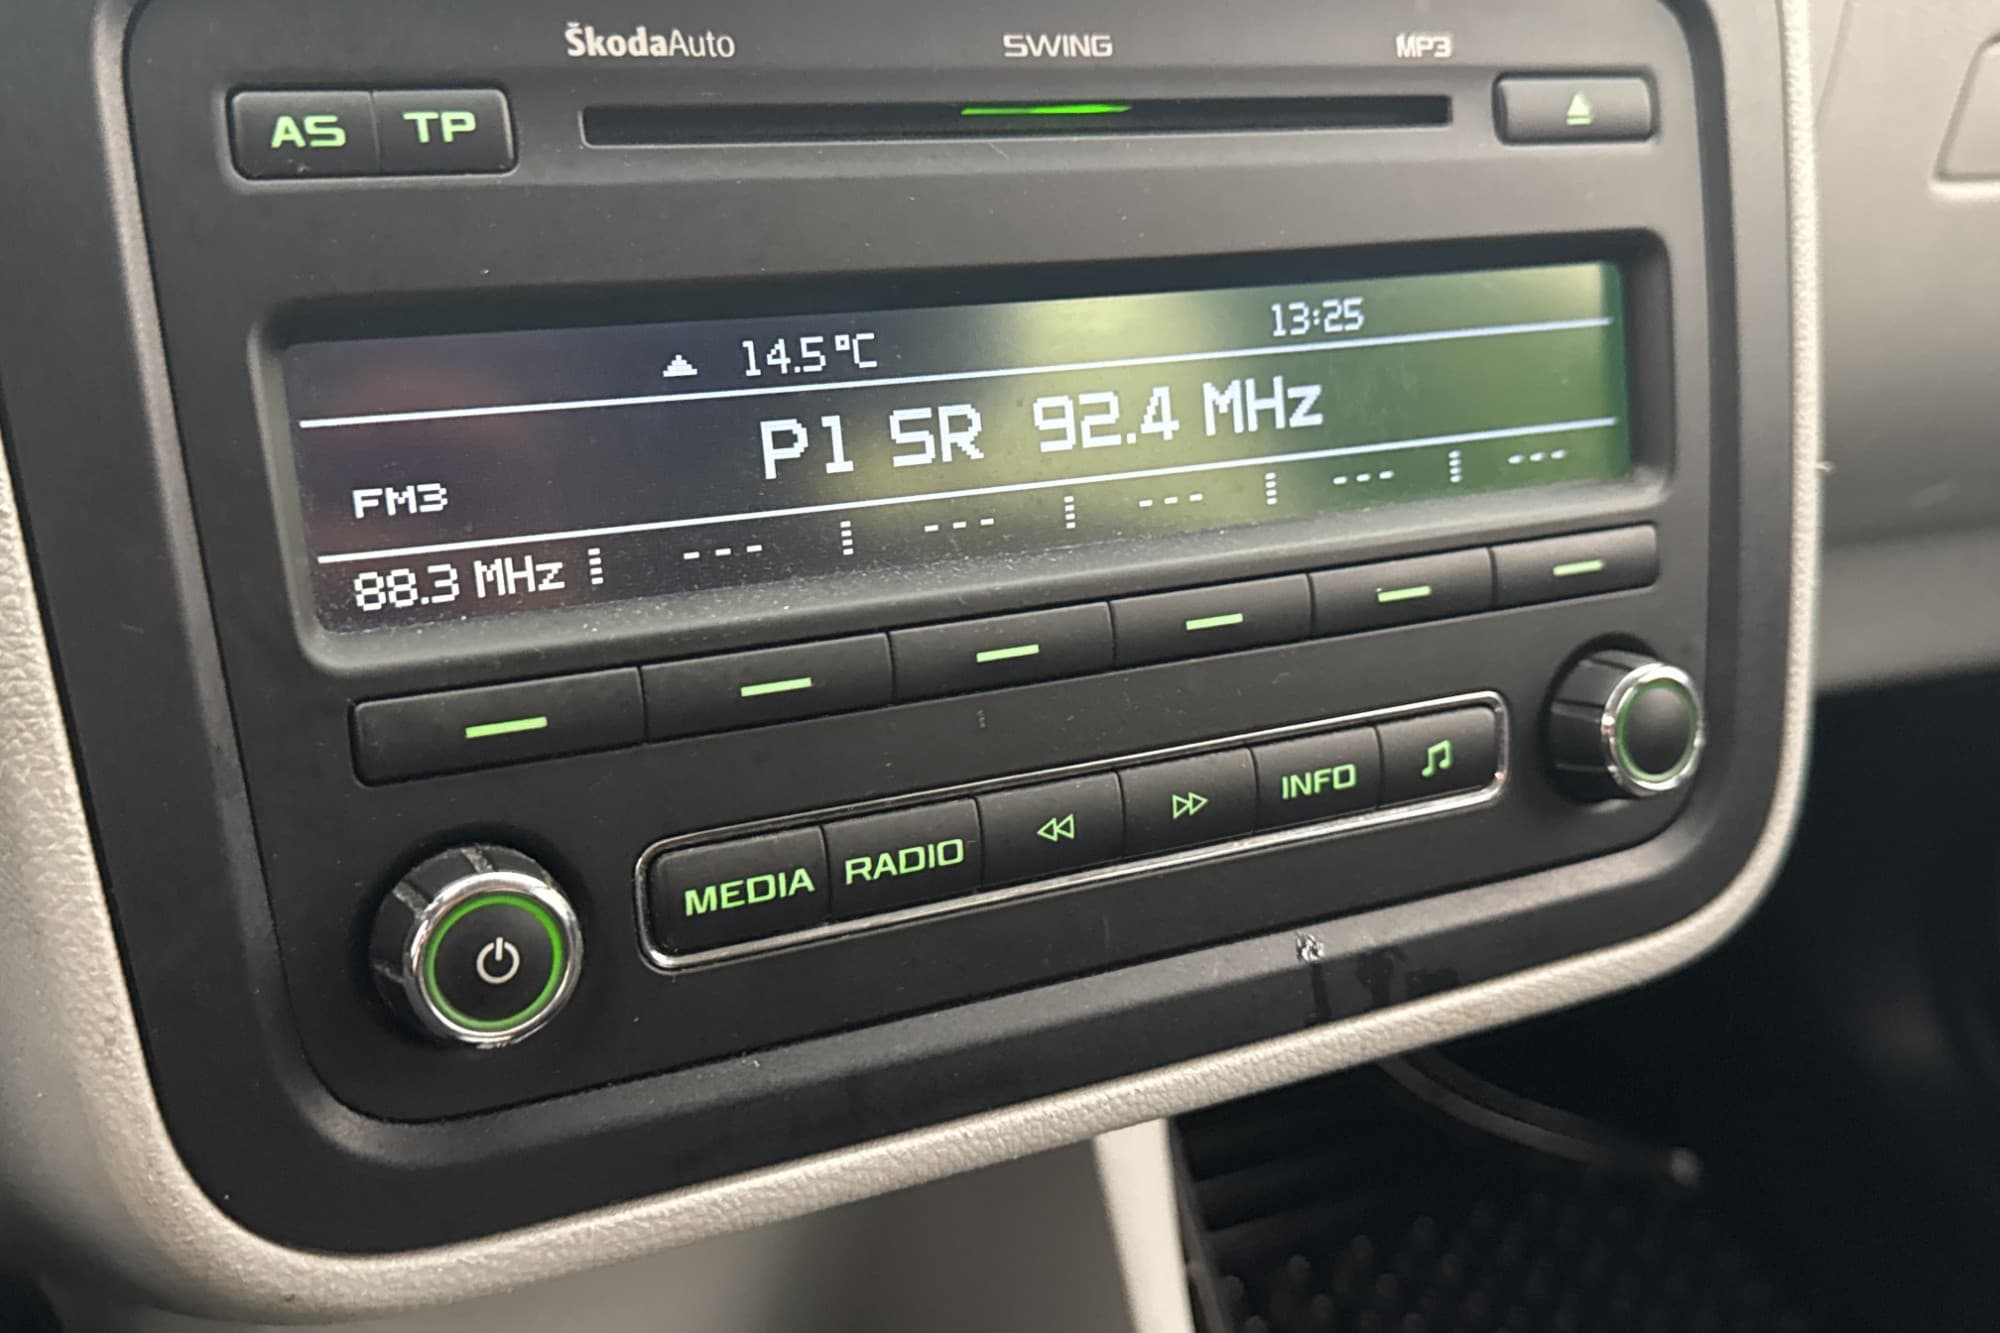 ŠkodaAuto SWING MP3
AS TP
14.5°C 13:25
P1 SR 92.4 MHz
FM3
88.3 MHz --- --- --- --- ---
MEDIA RADIO INFO